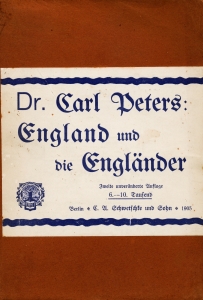 Dr. Carl Peters:
England und
die Engländer
Zweite unveränderte Auflage
6.—10. Tausend
Berlin * C. A. Schwetschke und Sohn * 1905